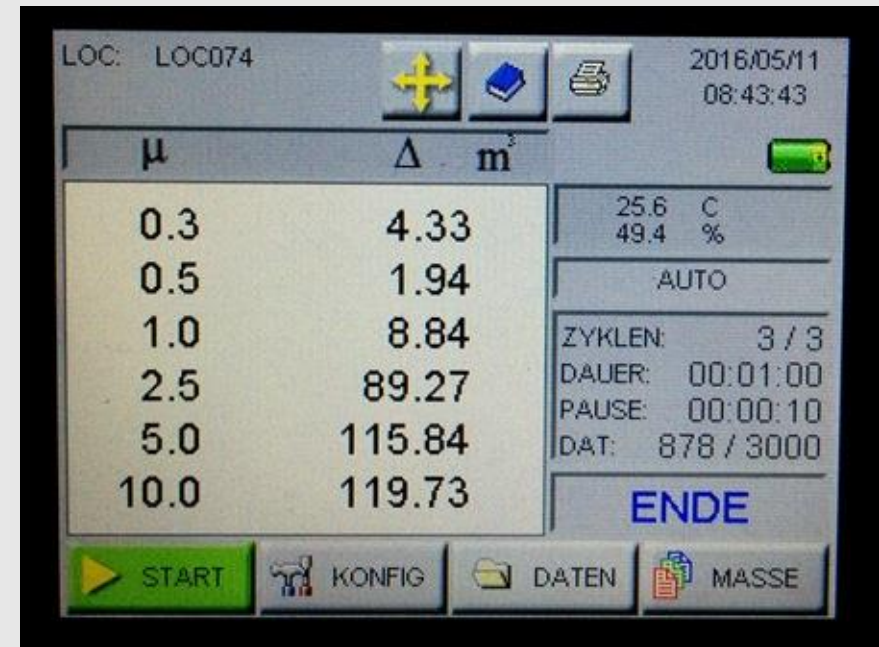 LOC: LOC074
2016/05/11
08:43:43
µ Δ m³
0.3 4.33
0.5 1.94
1.0 8.84
2.5 89.27
5.0 115.84
10.0 119.73
25.6 C
49.4 %
AUTO
ZYKLEN: 3 / 3
DAUER: 00:01:00
PAUSE: 00:00:10
DAT: 878 / 3000
ENDE
START
KONFIG
DATEN
MASSE